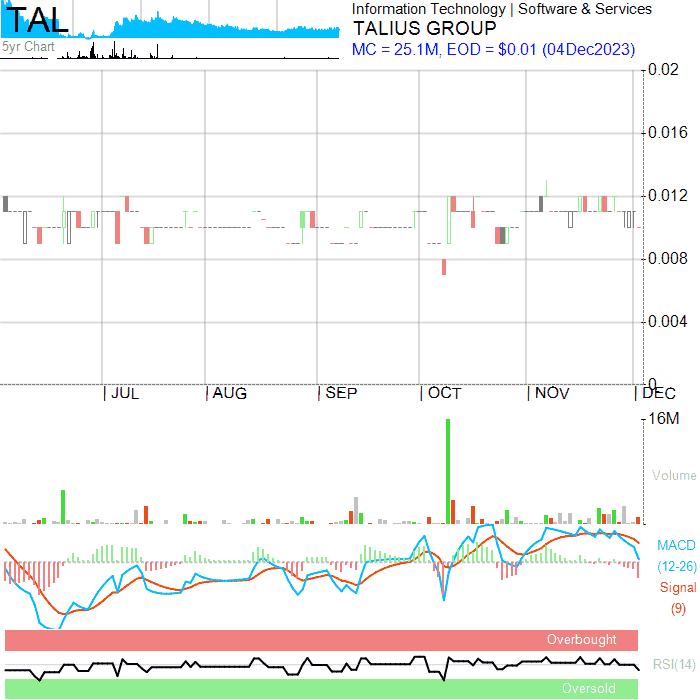 TAL
5yr Chart
Information Technology | Software & Services
TALIUS GROUP
MC = 25.1M, EOD = $0.01 (04Dec2023)
0.02
0.016
0.012
0.008
0.004
0
JUL AUG SEP OCT NOV DEC
16M
Volume
MACD
(12-26)
Signal
(9)
Overbought
RSI(14)
Oversold